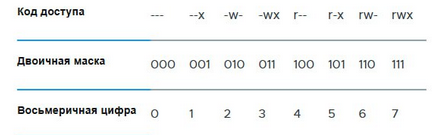 Код доступа --- --x -w- -wx r-- r-x rw- rwx
Двоичная маска 000 001 010 011 100 101 110 111
Восьмеричная цифра 0 1 2 3 4 5 6 7